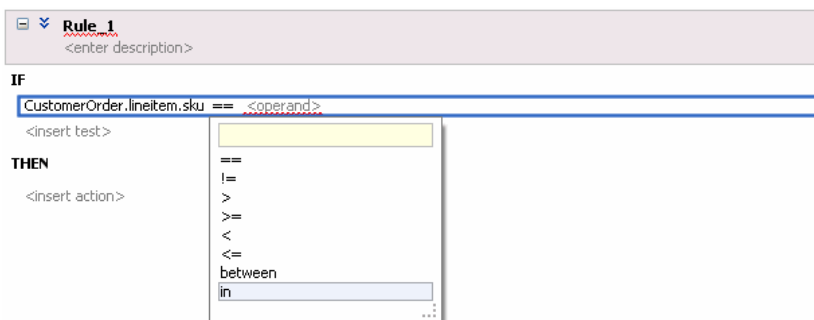 Rule_1
<enter description>
IF
CustomerOrder.lineitem.sku == <operand>
<insert test>
==
THEN
!=
<insert action>
>
>=
<
<=
between
in